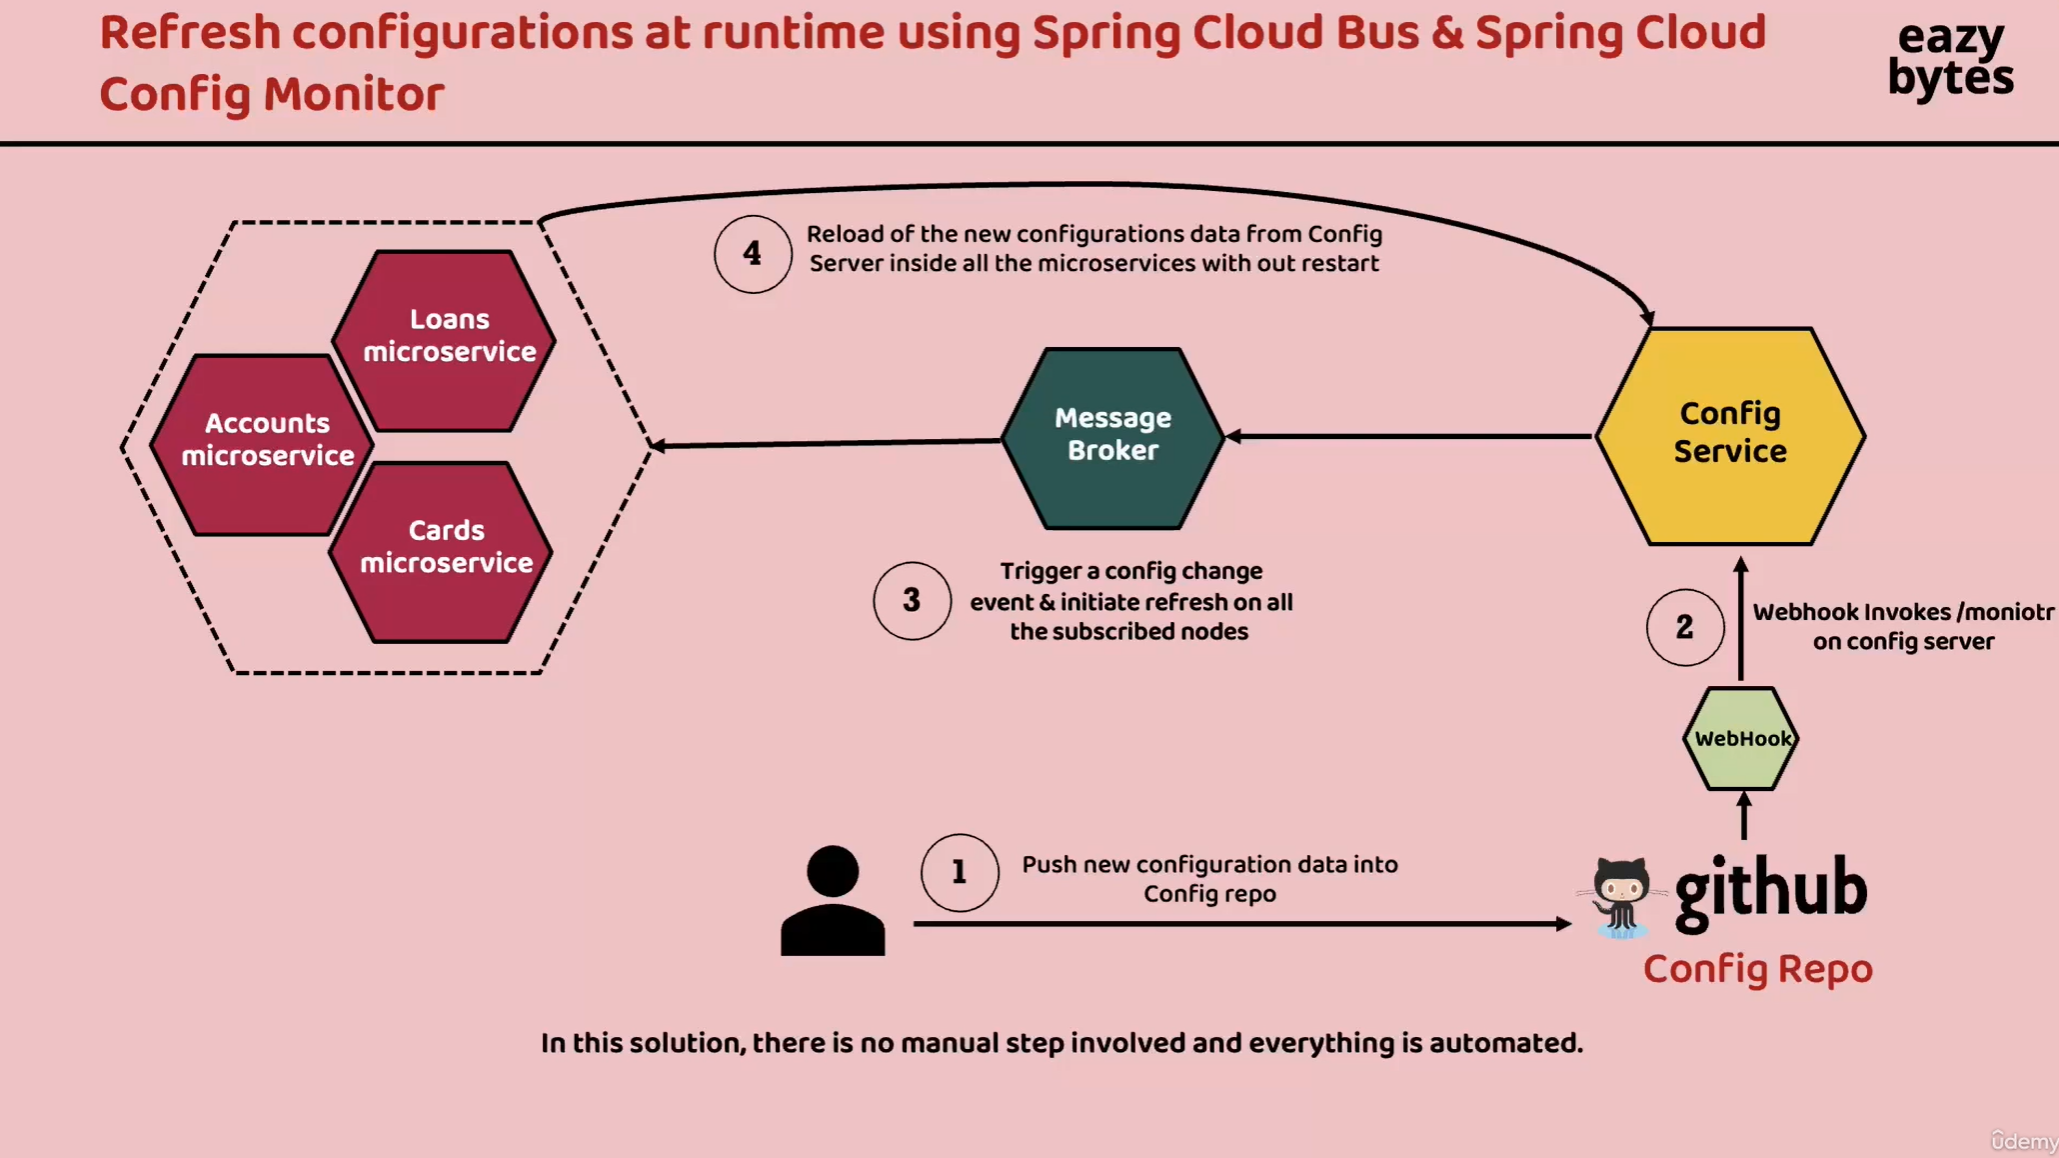 Refresh configurations at runtime using Spring Cloud Bus & Spring Cloud
Config Monitor
eazy
bytes
4
Reload of the new configurations data from Config
Server inside all the microservices with out restart
Loans
microservice
Accounts
microservice
Cards
microservice
Message
Broker
Config
Service
3
Trigger a config change
event & initiate refresh on all
the subscribed nodes
2
Webhook Invokes /moniotr
on config server
WebHook
1
Push new configuration data into
Config repo
github
Config Repo
In this solution, there is no manual step involved and everything is automated.
ûdemy